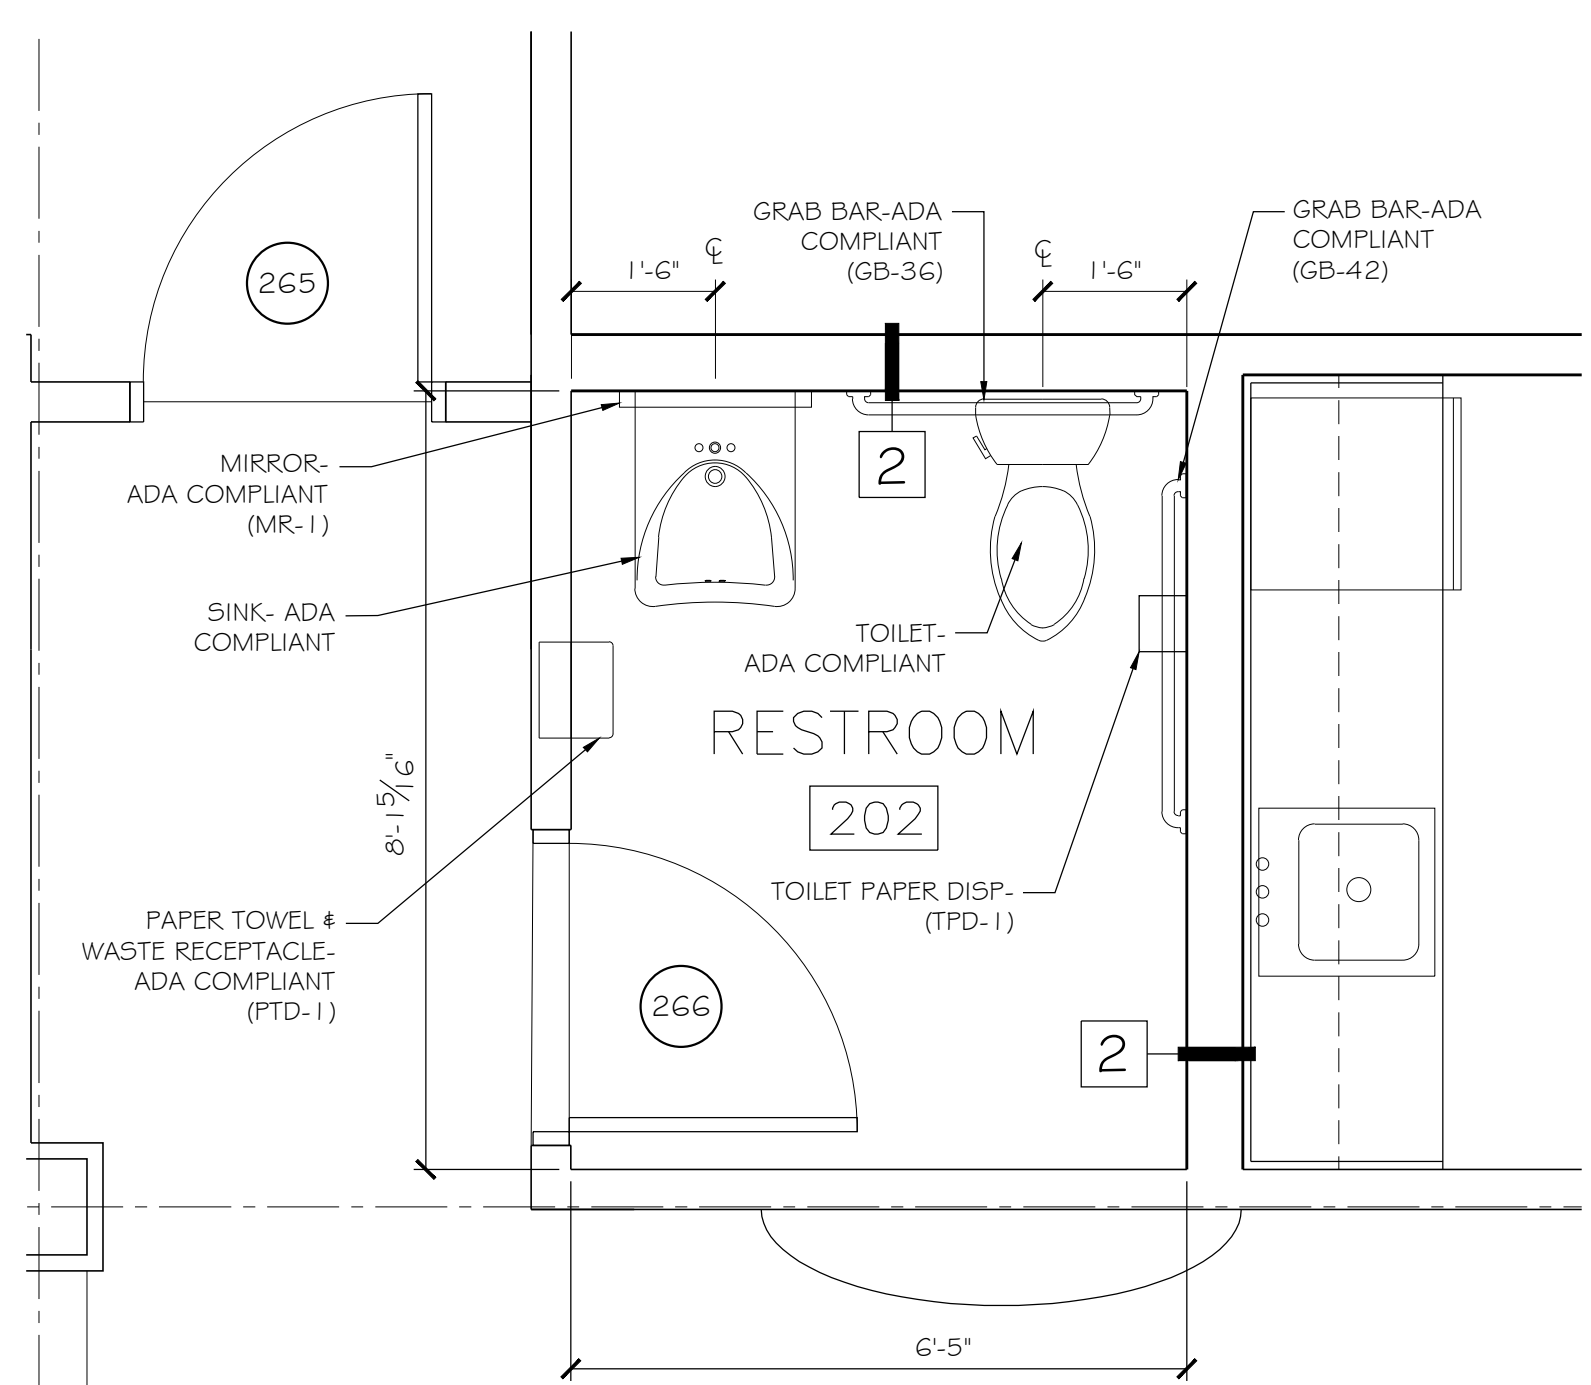 GRAB BAR-ADA
COMPLIANT
(GB-36)
GRAB BAR-ADA
COMPLIANT
(GB-42)
1'-6" ℄
℄ 1'-6"
265
MIRROR-
ADA COMPLIANT
(MR-1)
2
SINK- ADA
COMPLIANT
TOILET-
ADA COMPLIANT
RESTROOM
202
8'-1 5/16"
TOILET PAPER DISP-
(TPD-1)
PAPER TOWEL &
WASTE RECEPTACLE-
ADA COMPLIANT
(PTD-1)
266
2
6'-5"